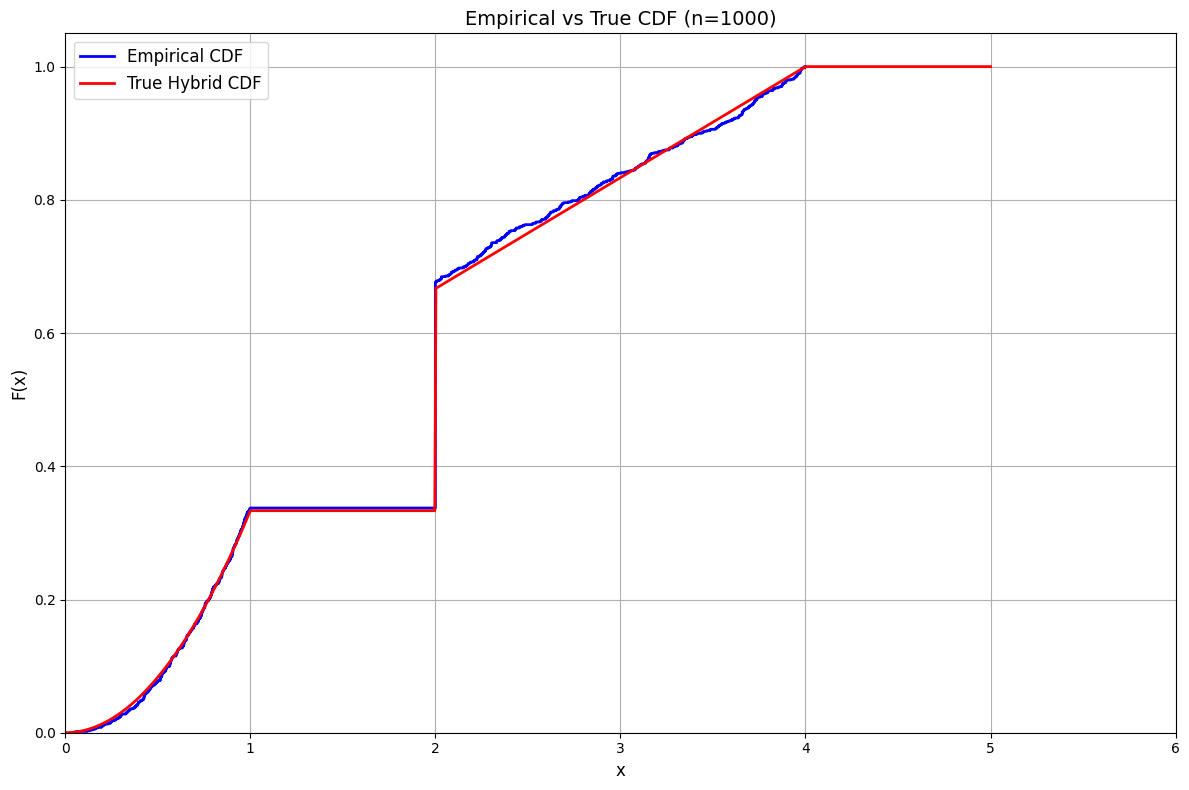 Empirical vs True CDF (n=1000)
Empirical CDF
True Hybrid CDF
F(x)
1.0
0.8
0.6
0.4
0.2
0.0
0 1 2 3 4 5 6
x